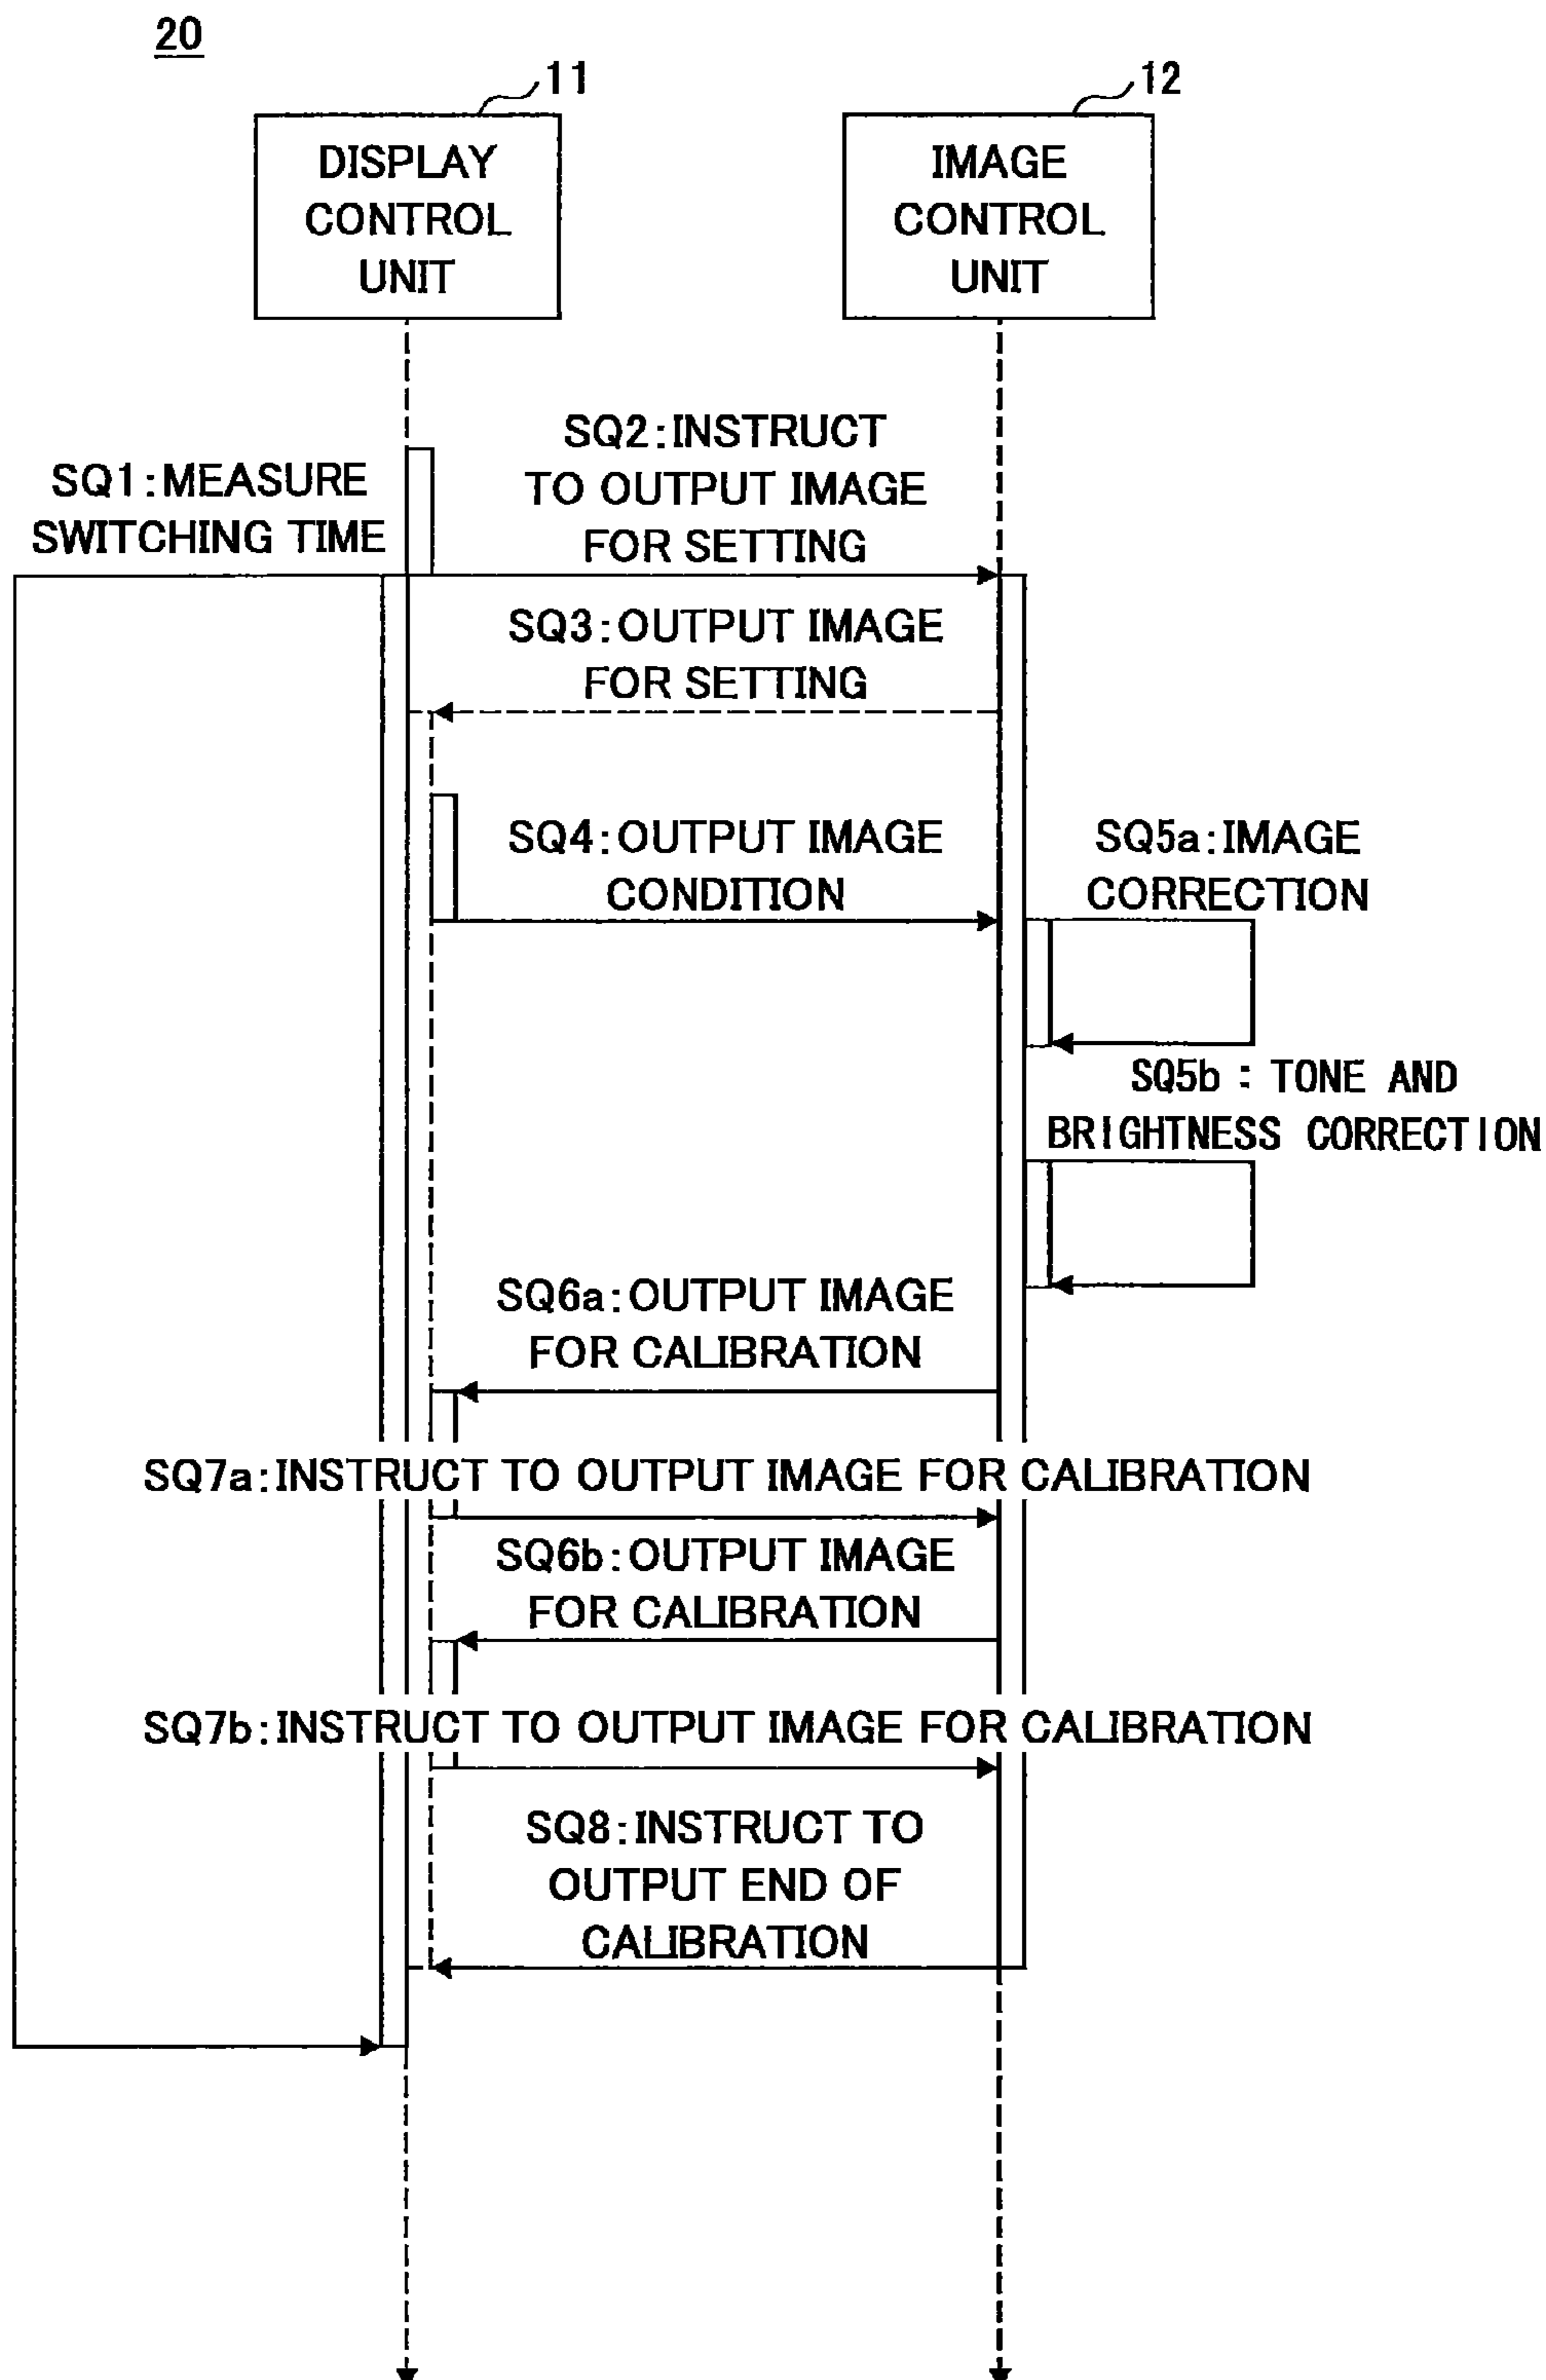 20
11
12
DISPLAY
CONTROL
UNIT
IMAGE
CONTROL
UNIT
SQ1:MEASURE
SWITCHING TIME
SQ2:INSTRUCT
TO OUTPUT IMAGE
FOR SETTING
SQ3:OUTPUT IMAGE
FOR SETTING
SQ4:OUTPUT IMAGE
CONDITION
SQ5a:IMAGE
CORRECTION
SQ5b : TONE AND
BRIGHTNESS CORRECTION
SQ6a:OUTPUT IMAGE
FOR CALIBRATION
SQ7a:INSTRUCT TO OUTPUT IMAGE FOR CALIBRATION
SQ6b:OUTPUT IMAGE
FOR CALIBRATION
SQ7b:INSTRUCT TO OUTPUT IMAGE FOR CALIBRATION
SQ8:INSTRUCT TO
OUTPUT END OF
CALIBRATION